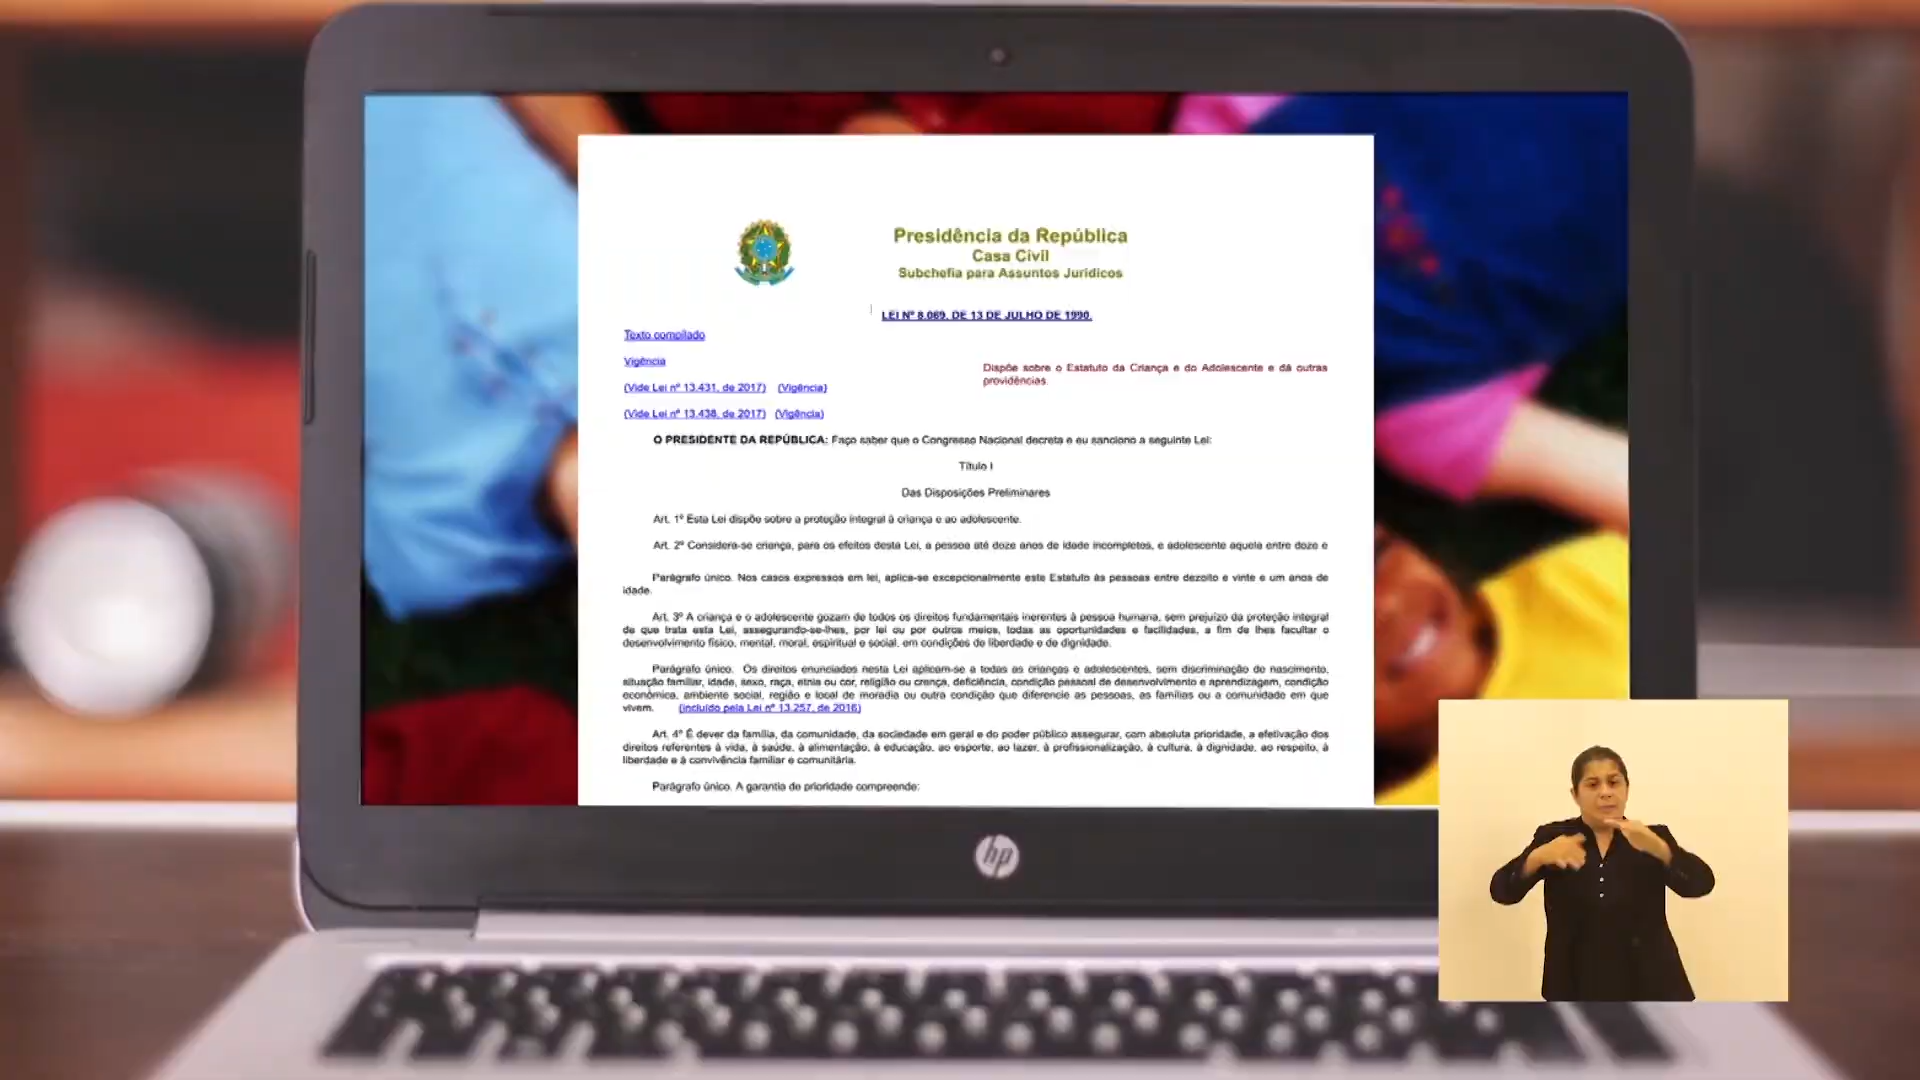 Presidência da República
Casa Civil
Subchefia para Assuntos Jurídicos
LEI Nº 8.069, DE 13 DE JULHO DE 1990.
Texto compilado
Vigência
Dispõe sobre o Estatuto da Criança e do Adolescente e dá outras
providências.
(Vide Lei nº 13.431, de 2017) (Vigência)
(Vide Lei nº 13.438, de 2017) (Vigência)
O PRESIDENTE DA REPÚBLICA: Faço saber que o Congresso Nacional decreta e eu sanciono a seguinte Lei:
Título I
Das Disposições Preliminares
Art. 1º Esta Lei dispõe sobre a proteção integral à criança e ao adolescente.
Art. 2º Considera-se criança, para os efeitos desta Lei, a pessoa até doze anos de idade incompletos, e adolescente aquela entre doze e
Parágrafo único. Nos casos expressos em lei, aplica-se excepcionalmente este Estatuto às pessoas entre dezoito e vinte e um anos de
idade.
Art. 3º A criança e o adolescente gozam de todos os direitos fundamentais inerentes à pessoa humana, sem prejuízo da proteção integral
de que trata esta Lei, assegurando-se-lhes, por lei ou por outros meios, todas as oportunidades e facilidades, a fim de lhes facultar o
desenvolvimento físico, mental, moral, espiritual e social, em condições de liberdade e de dignidade.
Parágrafo único. Os direitos enunciados nesta Lei aplicam-se a todas as crianças e adolescentes, sem discriminação de nascimento,
situação familiar, idade, sexo, raça, etnia ou cor, religião ou crença, deficiência, condição pessoal de desenvolvimento e aprendizagem, condição
econômica, ambiente social, região e local de moradia ou outra condição que diferencie as pessoas, as famílias ou a comunidade em que
vivem. (incluído pela Lei nº 13.257, de 2016)
Art. 4º É dever da família, da comunidade, da sociedade em geral e do poder público assegurar, com absoluta prioridade, a efetivação dos
direitos referentes à vida, à saúde, à alimentação, à educação, ao esporte, ao lazer, à profissionalização, à cultura, à dignidade, ao respeito, à
liberdade e à convivência familiar e comunitária.
Parágrafo único. A garantia de prioridade compreende:
hp